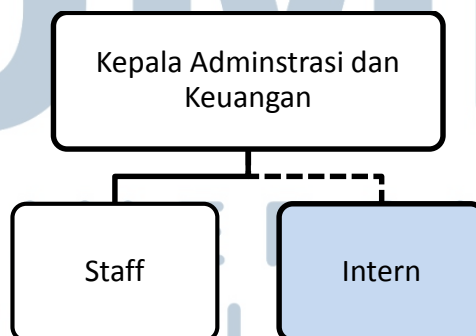 Kepala Adminstrasi dan
Keuangan
Staff
Intern